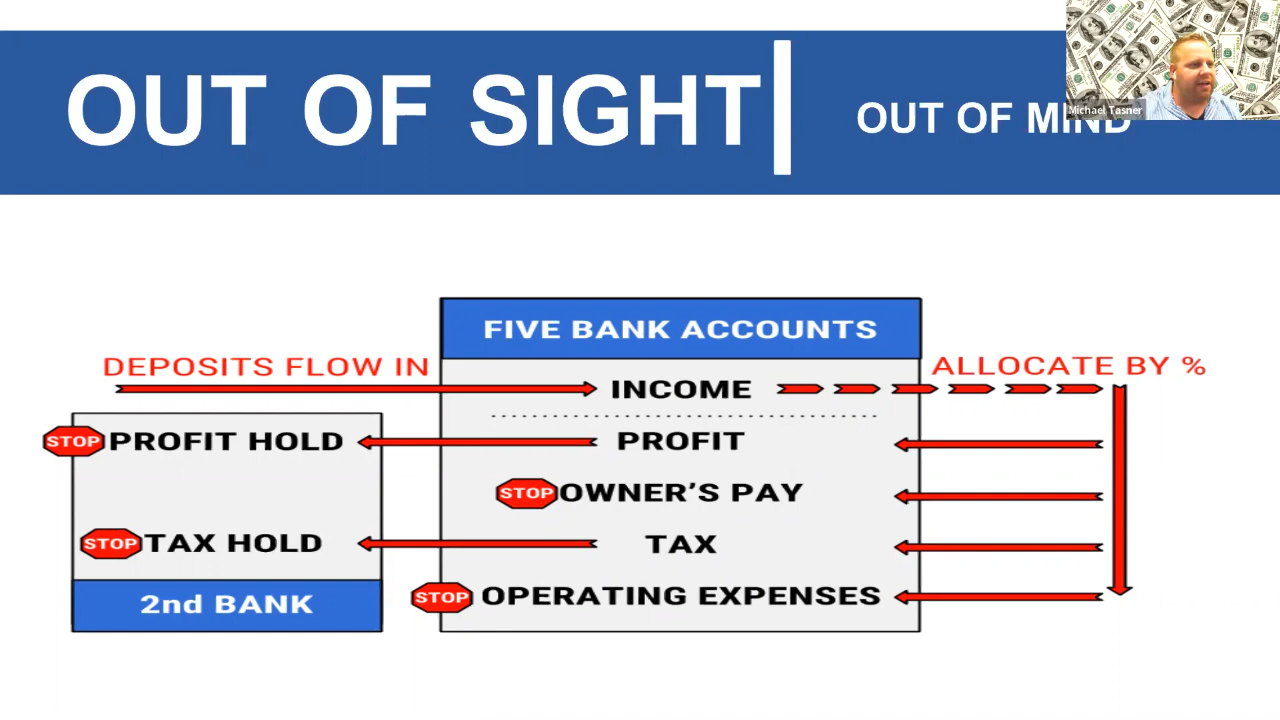 OUT OF SIGHT
OUT OF MIND
Michael Tasner
FIVE BANK ACCOUNTS
DEPOSITS FLOW IN
ALLOCATE BY %
INCOME
STOP PROFIT HOLD
PROFIT
STOP OWNER'S PAY
STOP TAX HOLD
TAX
2nd BANK
STOP OPERATING EXPENSES